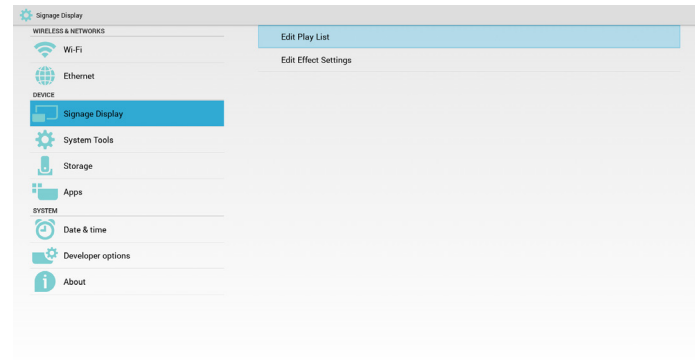 Signage Display
WIRELESS & NETWORKS
Wi-Fi
Ethernet
DEVICE
Signage Display
System Tools
Storage
Apps
SYSTEM
Date & time
Developer options
About
Edit Play List
Edit Effect Settings